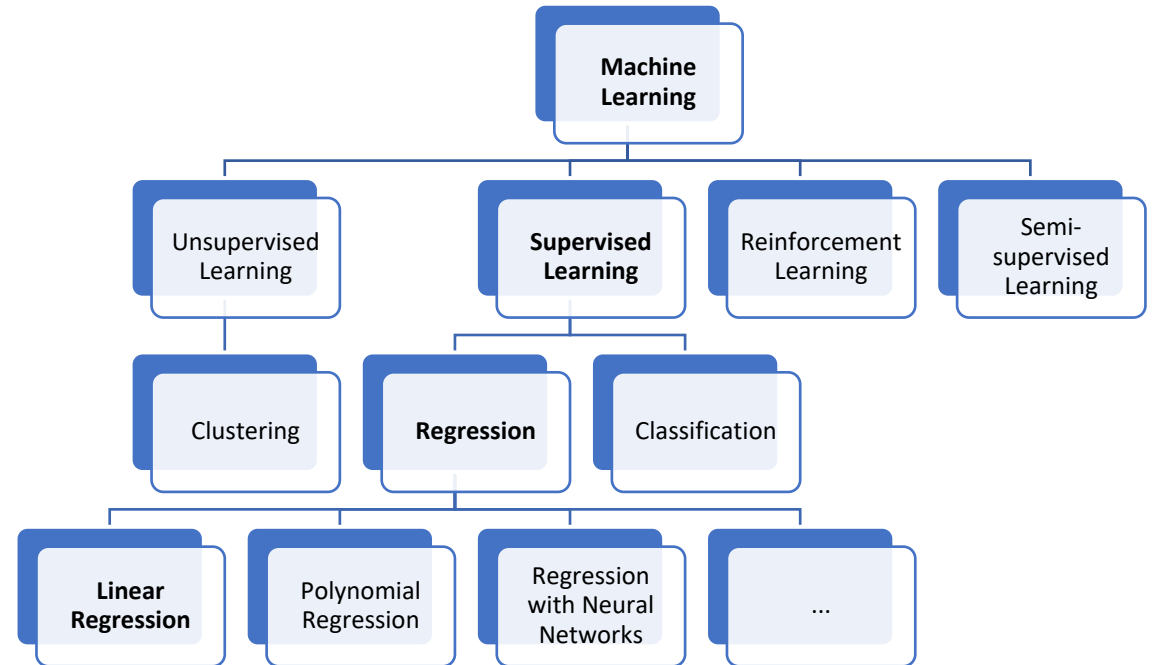 Machine
Learning
Unsupervised
Learning
Supervised
Learning
Reinforcement
Learning
Semi-
supervised
Learning
Clustering
Regression
Classification
Linear
Regression
Polynomial
Regression
Regression
with Neural
Networks
...